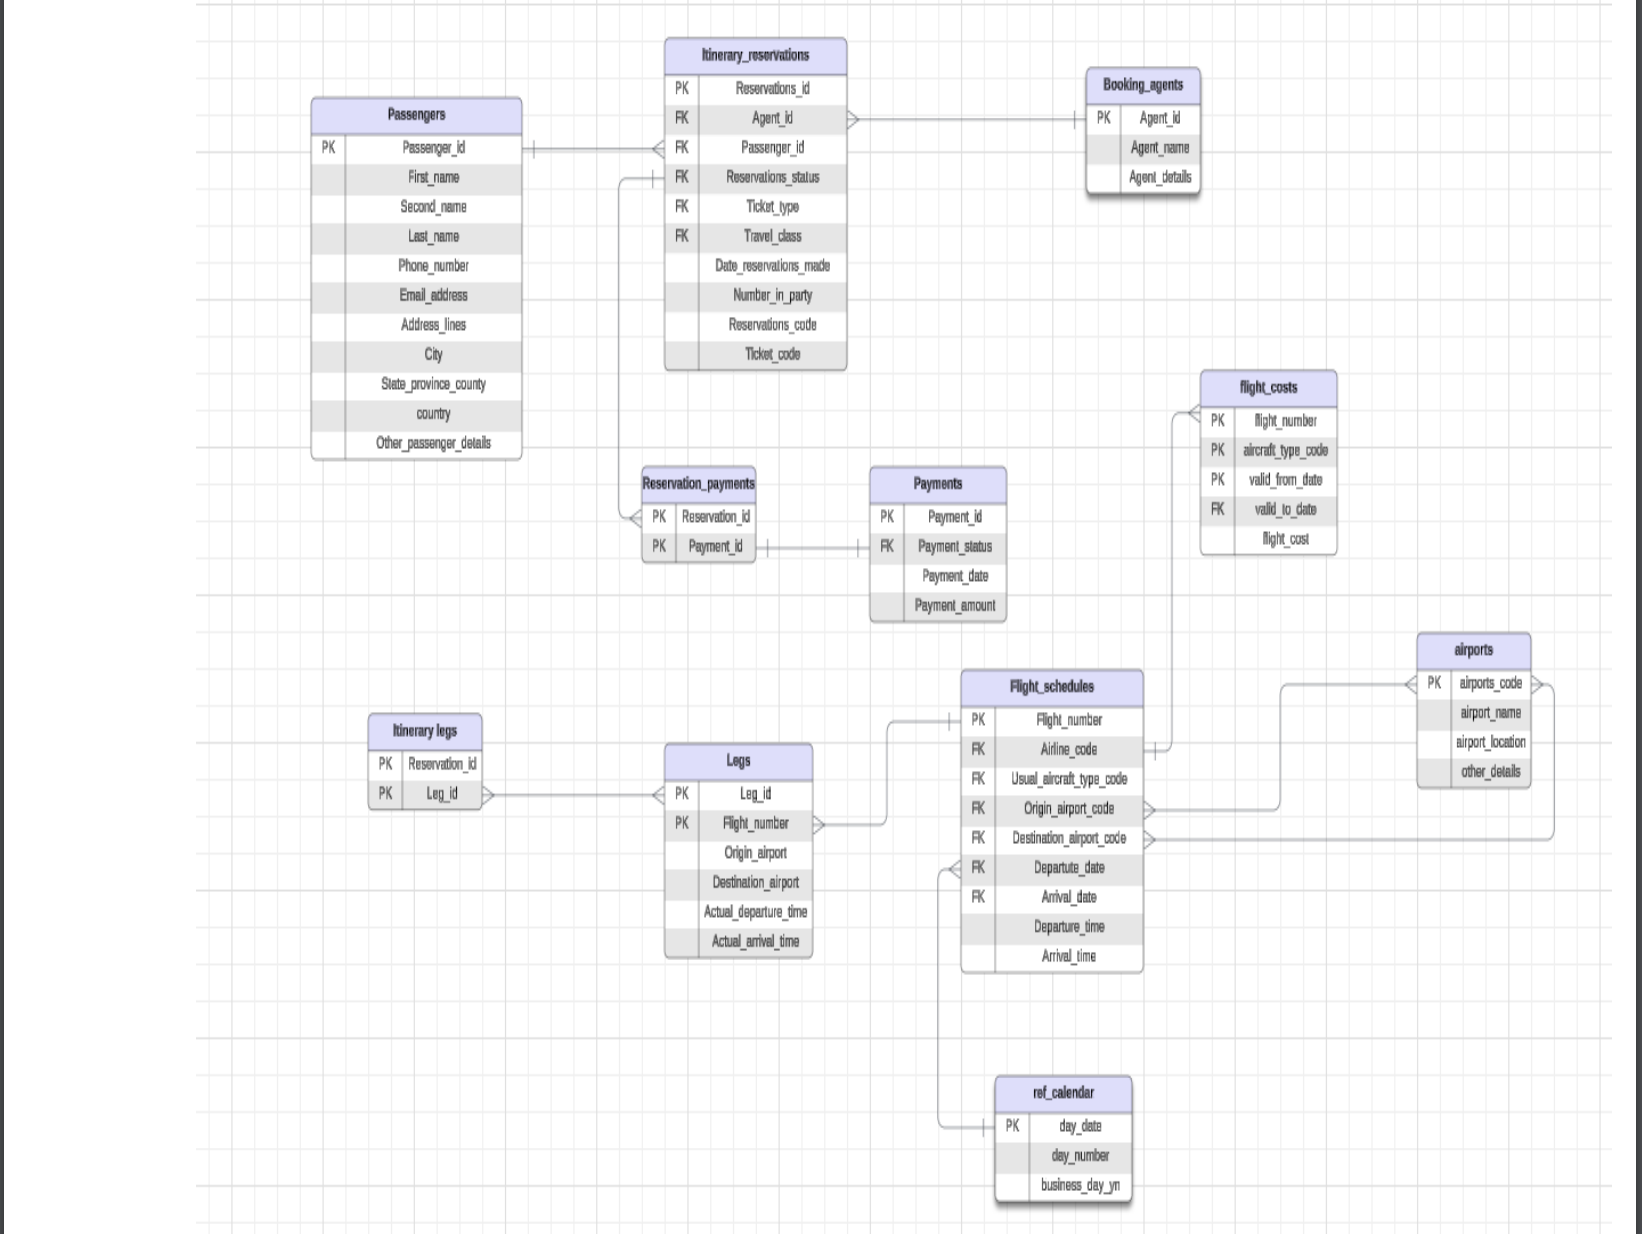 Itinerary_reservations
PK Reservations_id
FK Agent_id
FK Passenger_id
FK Reservations_status
FK Ticket_type
FK Travel_class
Date_reservations_made
Number_in_party
Reservations_code
Ticket_code
Booking_agents
PK Agent_id
Agent_name
Agent_details
Passengers
PK Passenger_id
First_name
Second_name
Last_name
Phone_number
Email_address
Address_lines
City
State_province_county
country
Other_passenger_details
flight_costs
PK flight_number
PK aircraft_type_code
PK valid_from_date
FK valid_to_date
flight_cost
Reservation_payments
PK Reservation_id
PK Payment_id
Payments
PK Payment_id
FK Payment_status
Payment_date
Payment_amount
airports
PK airports_code
airport_name
airport_location
other_details
Flight_schedules
PK Flight_number
FK Airline_code
FK Usual_aircraft_type_code
FK Origin_airport_code
FK Destination_airport_code
FK Departute_date
FK Arrival_date
Departure_time
Arrival_time
Itinerary legs
PK Reservation_id
PK Leg_id
Legs
PK Leg_id
PK Flight_number
Origin_airport
Destination_airport
Actual_departure_time
Actual_arrival_time
ref_calendar
PK day_date
day_number
business_day_yn